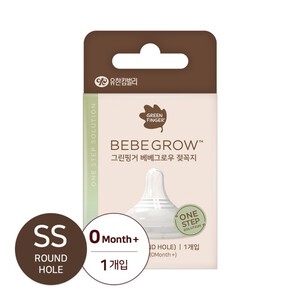 유한킴벌리
GREEN
FINGER
BEBEGROW™
그린핑거 베베그로우 젖꼭지
ONE STEP SOLUTION
ONE
STEP
SOLUTION
ND HOLE) | 1개입
(0Month+)
SS
ROUND
HOLE
0 Month+
1개입